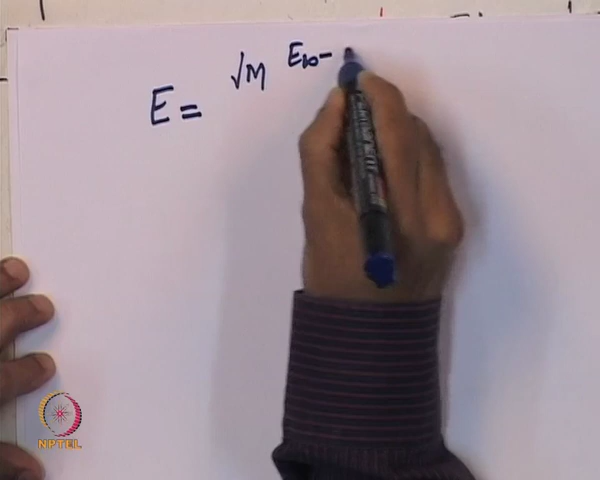 E = √M E₁₀ -
NPTEL